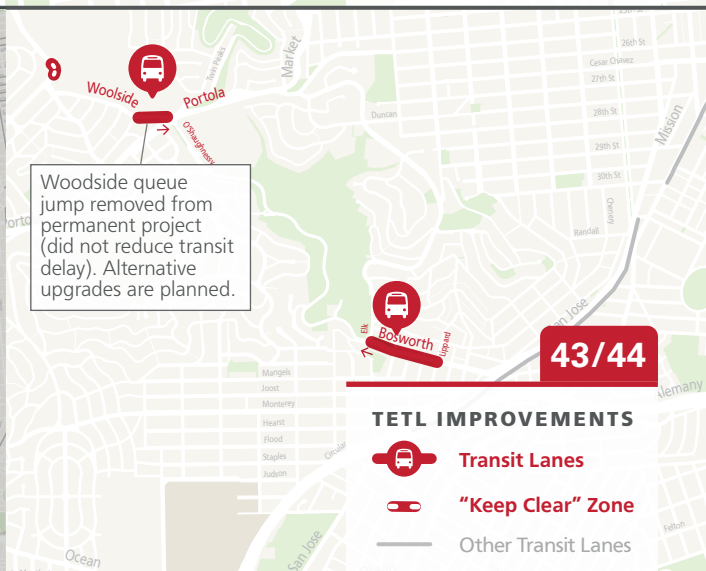 25th St
26th St
Cesar Chavez
27th St
28th St
29th St
30th St
Twin Peaks
Market
Mission
Woolside
Portola
O'Shaughnessy
Duncan
Chenery
Randall
Woodside queue
jump removed from
permanent project
(did not reduce transit
delay). Alternative
upgrades are planned.
Porto
San Jose
Elk
Bosworth
Lippard
43/44
Alemany
Mangels
Joost
Monterey
Hearst
Flood
Staples
Judson
Circular
TETL IMPROVEMENTS
Transit Lanes
“Keep Clear” Zone
Other Transit Lanes
Ocean
San Jose
Felton